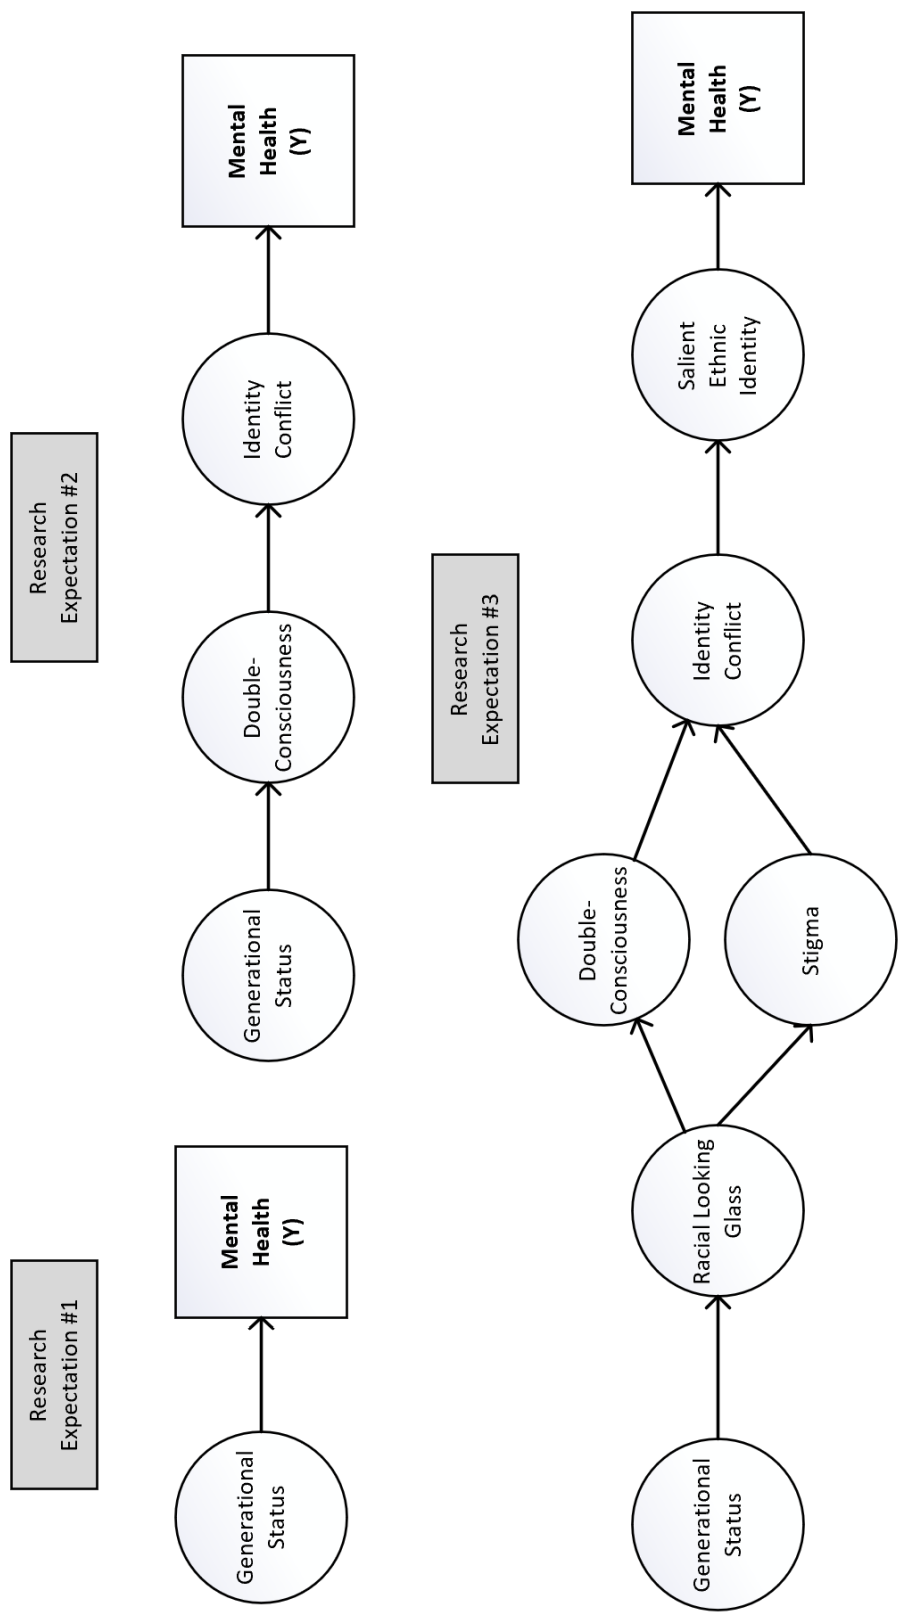 Research
Expectation #1
Generational
Status
Mental
Health
(Y)
Research
Expectation #2
Generational
Status
Double-
Consciousness
Identity
Conflict
Mental
Health
(Y)
Research
Expectation #3
Generational
Status
Racial Looking
Glass
Double-
Consciousness
Stigma
Identity
Conflict
Salient
Ethnic
Identity
Mental
Health
(Y)